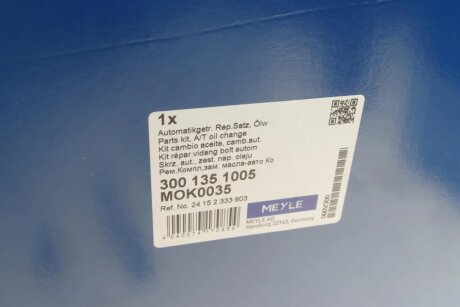 1x
Automatikgetr. Rep.Satz, Ölw
Parts kit, A/T oil change
Kit cambio aceite, camb.aut.
Kit répar.vidang boît autom
Skrz. aut., zest. nap. oleju
Рем.Компл,зам. масла-авто Ко
300 135 1005
MOK0035
Ref. No. 24 15 2 333 903
MEYLE
MEYLE AG
Hamburg 22143, Germany